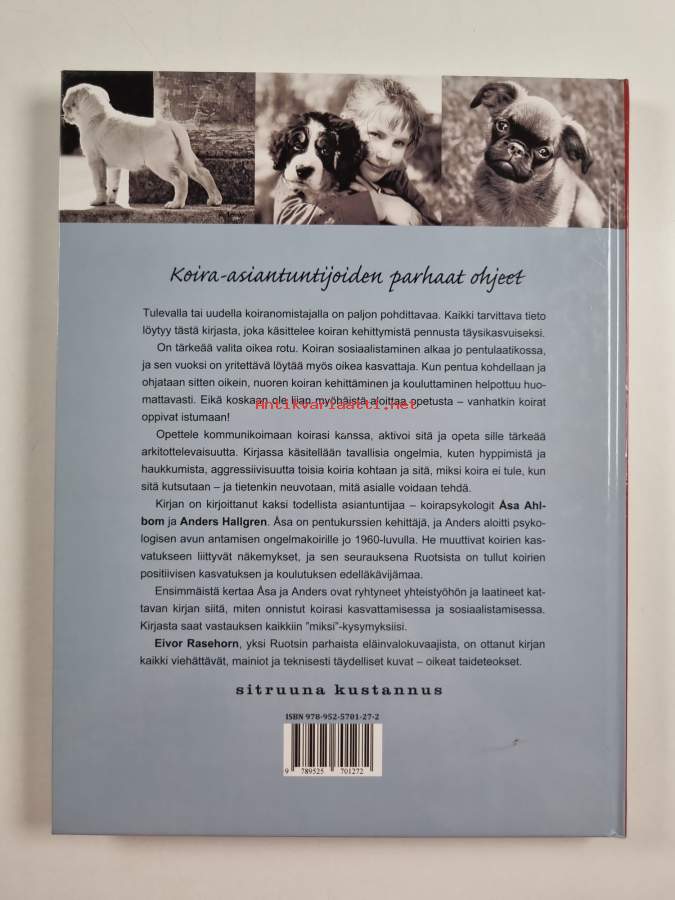 Koira-asiantuntijoiden parhaat ohjeet
Tulevalla tai uudella koiranomistajalla on paljon pohdittavaa. Kaikki tarvittava tieto
löytyy tästä kirjasta, joka käsittelee koiran kehittymistä pennusta täysikasvuiseksi.
On tärkeää valita oikea rotu. Koiran sosiaalistaminen alkaa jo pentulaatikossa,
ja sen vuoksi on yritettävä löytää myös oikea kasvattaja. Kun pentua kohdellaan ja
ohjataan sitten oikein, nuoren koiran kehittäminen ja kouluttaminen helpottuu huo-
mattavasti. Eikä koskaan ole liian myöhäistä aloittaa opetusta – vanhatkin koirat
Antikvariaatti.net
oppivat istumaan!
Opettele kommunikoimaan koirasi kanssa, aktivoi sitä ja opeta sille tärkeää
arkitottelevaisuutta. Kirjassa käsitellään tavallisia ongelmia, kuten hyppimistä ja
haukkumista, aggressiivisuutta toisia koiria kohtaan ja sitä, miksi koira ei tule, kun
sitä kutsutaan – ja tietenkin neuvotaan, mitä asialle voidaan tehdä.
Kirjan on kirjoittanut kaksi todellista asiantuntijaa – koirapsykologit Åsa Ahl-
bom ja Anders Hallgren. Åsa on pentukurssien kehittäjä, ja Anders aloitti psyko-
logisen avun antamisen ongelmakoirille jo 1960-luvulla. He muuttivat koirien kas-
vatukseen liittyvät näkemykset, ja sen seurauksena Ruotsista on tullut koirien
positiivisen kasvatuksen ja koulutuksen edelläkävijämaa.
Ensimmäistä kertaa Åsa ja Anders ovat ryhtyneet yhteistyöhön ja laatineet kat-
tavan kirjan siitä, miten onnistut koirasi kasvattamisessa ja sosiaalistamisessa.
Kirjasta saat vastauksen kaikkiin ”miksi”-kysymyksiisi.
Eivor Rasehorn, yksi Ruotsin parhaista eläinvalokuvaajista, on ottanut kirjan
kaikki viehättävät, mainiot ja teknisesti täydelliset kuvat – oikeat taideteokset.
sitruuna kustannus
ISBN 978-952-5701-27-2
9 789525 701272